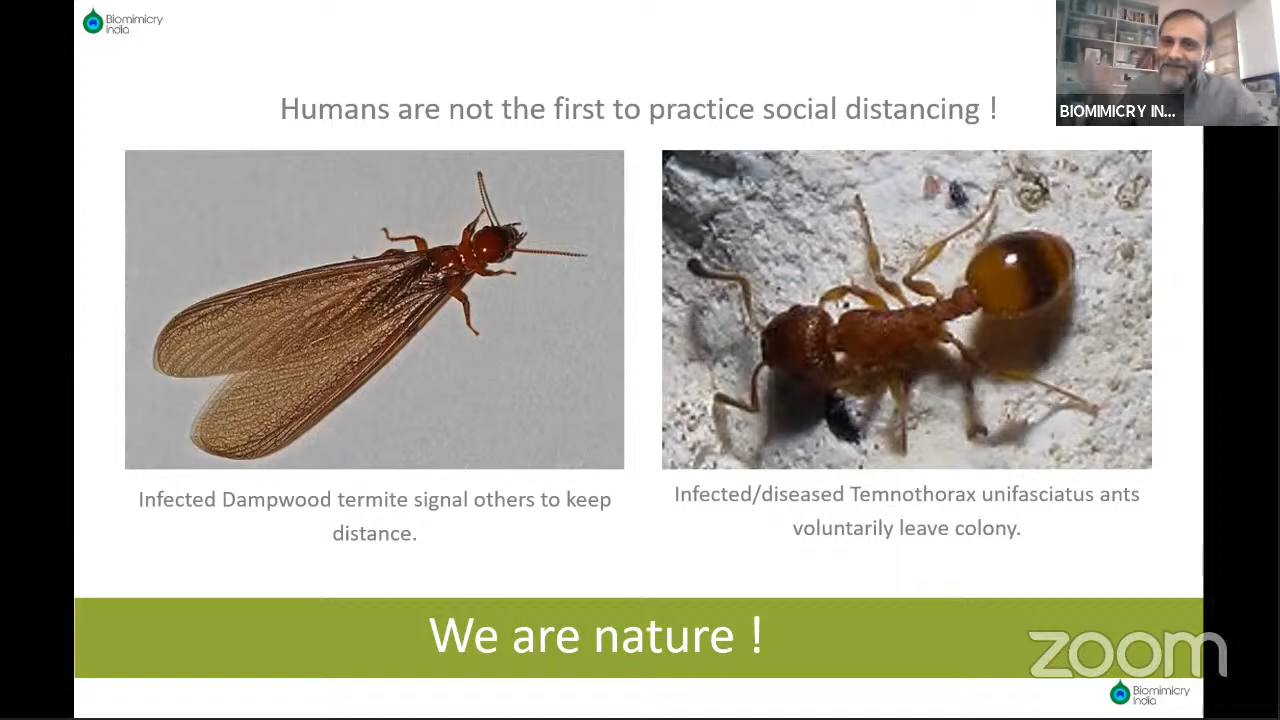 Biomimicry
India
Humans are not the first to practice social distancing !
BIOMIMICRY IN...
Infected Dampwood termite signal others to keep
distance.
Infected/diseased Temnothorax unifasciatus ants
voluntarily leave colony.
We are nature !
zoom
Biomimicry
India